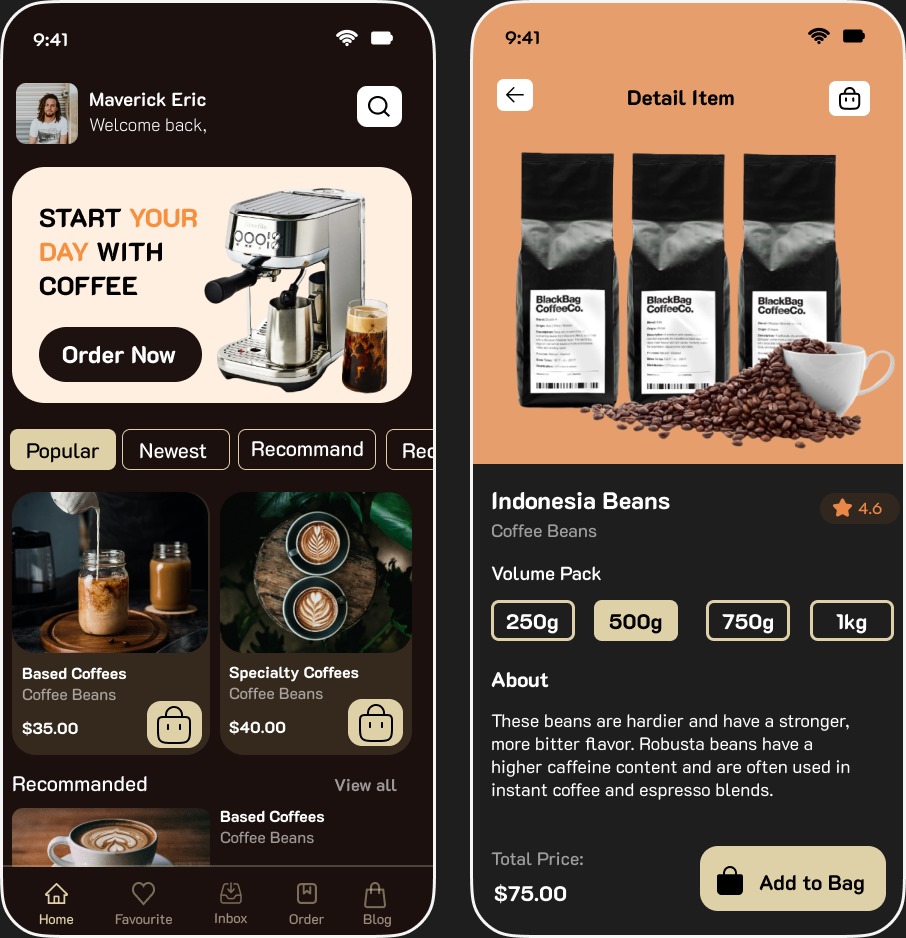 9:41
Maverick Eric
Welcome back,
START YOUR
DAY WITH
COFFEE
Order Now
Popular
Newest
Recommand
Rec
Based Coffees
Coffee Beans
$35.00
Specialty Coffees
Coffee Beans
$40.00
Recommanded
View all
Based Coffees
Coffee Beans
Home
Favourite
Inbox
Order
Blog
9:41
Detail Item
BlackBag
CoffeeCo.
BlackBag
CoffeeCo.
BlackBag
CoffeeCo.
Indonesia Beans
4.6
Coffee Beans
Volume Pack
250g
500g
750g
1kg
About
These beans are hardier and have a stronger,
more bitter flavor. Robusta beans have a
higher caffeine content and are often used in
instant coffee and espresso blends.
Total Price:
$75.00
Add to Bag